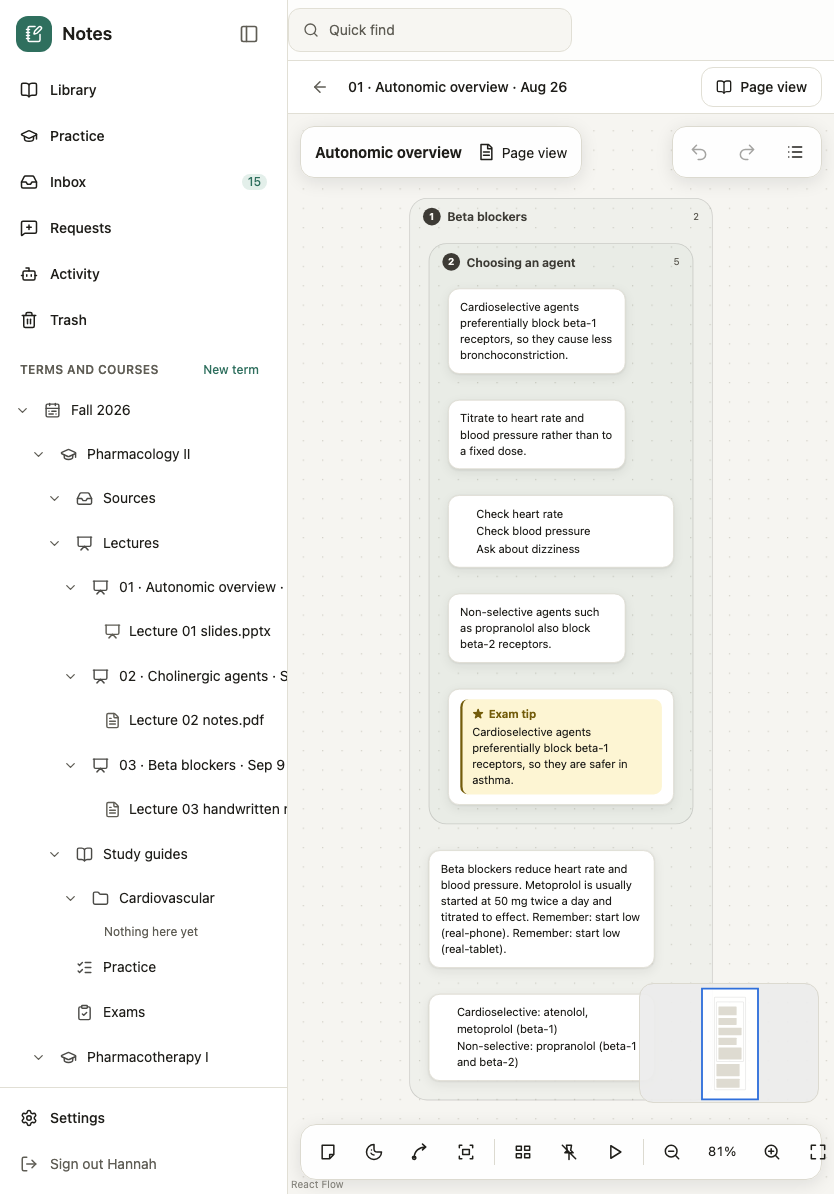 Notes
Quick find
Library
01 · Autonomic overview · Aug 26
Page view
Practice
Autonomic overview
Page view
Inbox
15
Requests
Activity
Trash
TERMS AND COURSES
New term
Fall 2026
Pharmacology II
Sources
Lectures
01 · Autonomic overview ·
Lecture 01 slides.pptx
02 · Cholinergic agents · S
Lecture 02 notes.pdf
03 · Beta blockers · Sep 9
Lecture 03 handwritten
Study guides
Cardiovascular
Nothing here yet
Practice
Exams
Pharmacotherapy I
Settings
Sign out Hannah
1
Beta blockers
2
2
Choosing an agent
5
Cardioselective agents
preferentially block beta-1
receptors, so they cause less
bronchoconstriction.
Titrate to heart rate and
blood pressure rather than to
a fixed dose.
Check heart rate
Check blood pressure
Ask about dizziness
Non-selective agents such
as propranolol also block
beta-2 receptors.
Exam tip
Cardioselective agents
preferentially block beta-1
receptors, so they are safer in
asthma.
Beta blockers reduce heart rate and
blood pressure. Metoprolol is usually
started at 50 mg twice a day and
titrated to effect. Remember: start low
(real-phone). Remember: start low
(real-tablet).
Cardioselective: atenolol,
metoprolol (beta-1)
Non-selective: propranolol (beta-1
and beta-2)
81%
React Flow